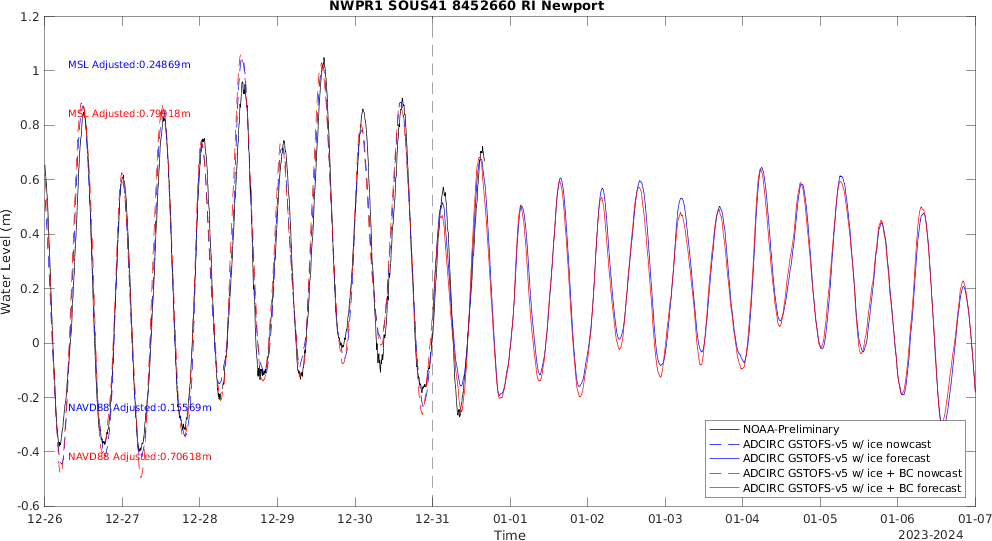 NWPR1 SOUS41 8452660 RI Newport
1.2
1
0.8
0.6
0.4
0.2
0
-0.2
-0.4
-0.6
Water Level (m)
MSL Adjusted:0.24869m
MSL Adjusted:0.79918m
NAVD88 Adjusted:0.15569m
NAVD88 Adjusted:0.70618m
NOAA-Preliminary
ADCIRC GSTOFS-v5 w/ ice nowcast
ADCIRC GSTOFS-v5 w/ ice forecast
ADCIRC GSTOFS-v5 w/ ice + BC nowcast
ADCIRC GSTOFS-v5 w/ ice + BC forecast
12-26 12-27 12-28 12-29 12-30 12-31 01-01 01-02 01-03 01-04 01-05 01-06 01-07
Time
2023-2024